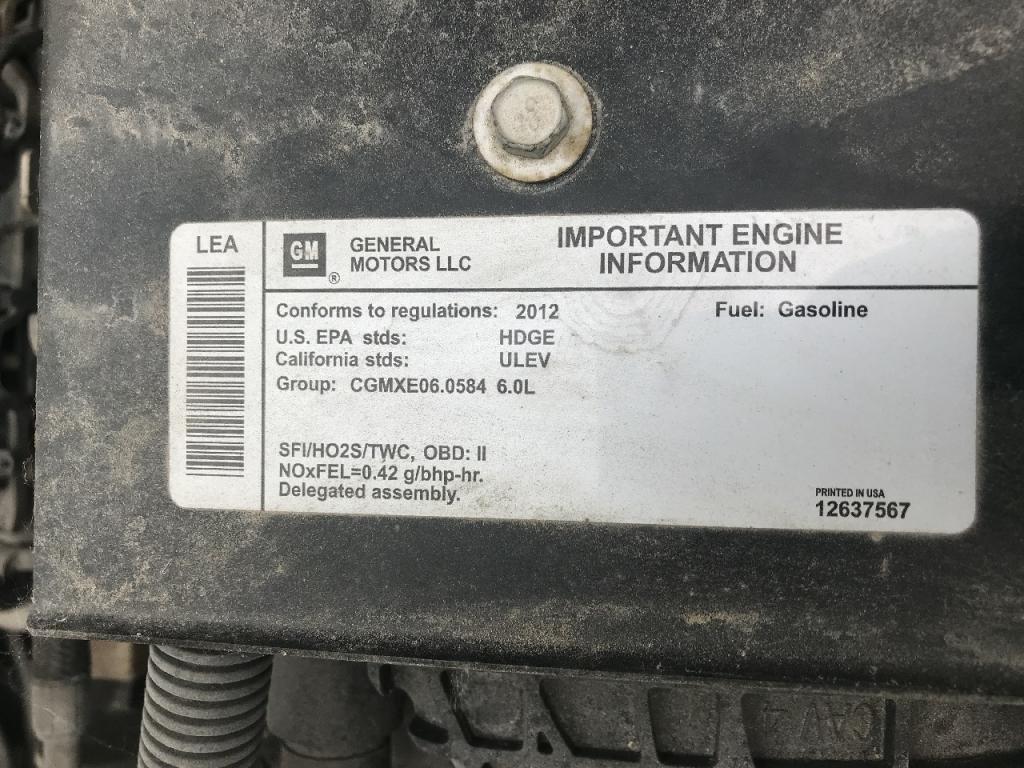 LEA
GM
®
GENERAL
MOTORS LLC
IMPORTANT ENGINE
INFORMATION
Conforms to regulations: 2012
Fuel: Gasoline
U.S. EPA stds: HDGE
California stds: ULEV
Group: CGMXE06.0584 6.0L
SFI/HO2S/TWC, OBD: II
NOxFEL=0.42 g/bhp-hr.
Delegated assembly.
PRINTED IN USA
12637567
CAV 4